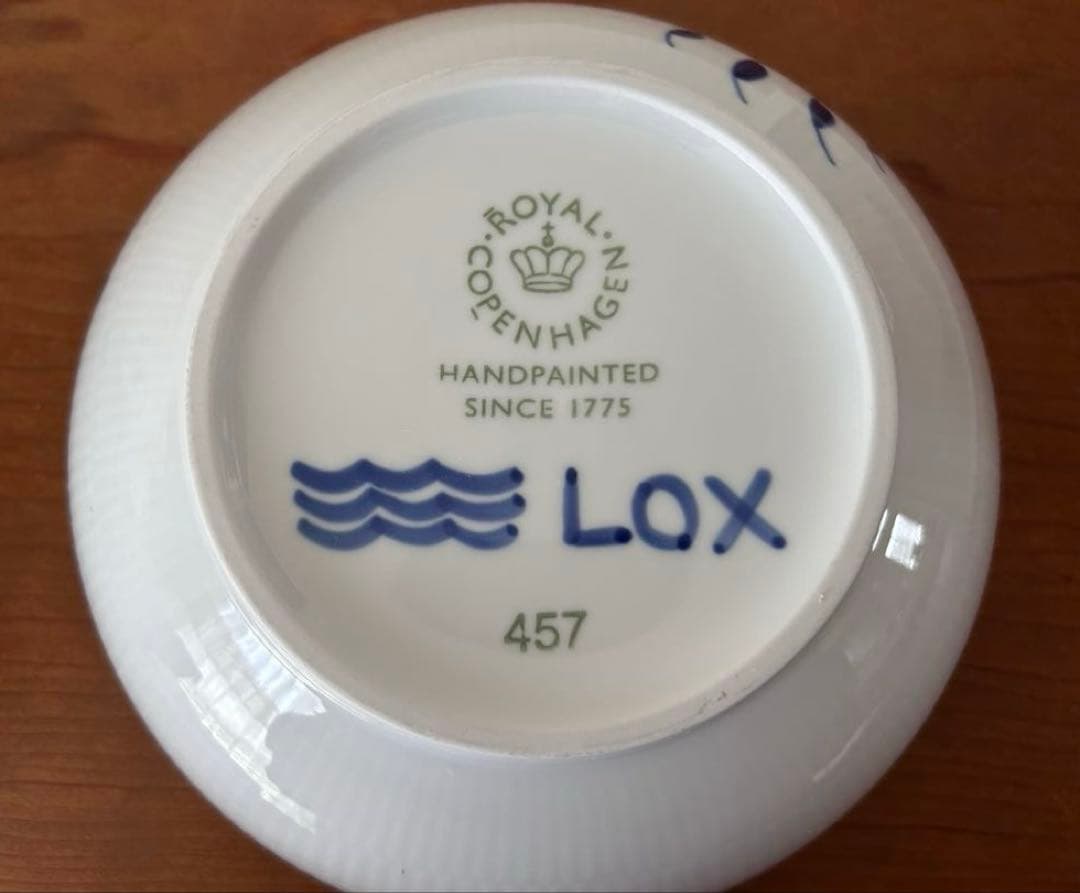 ROYAL · COPENHAGEN ·
HANDPAINTED
SINCE 1775
LOX
457